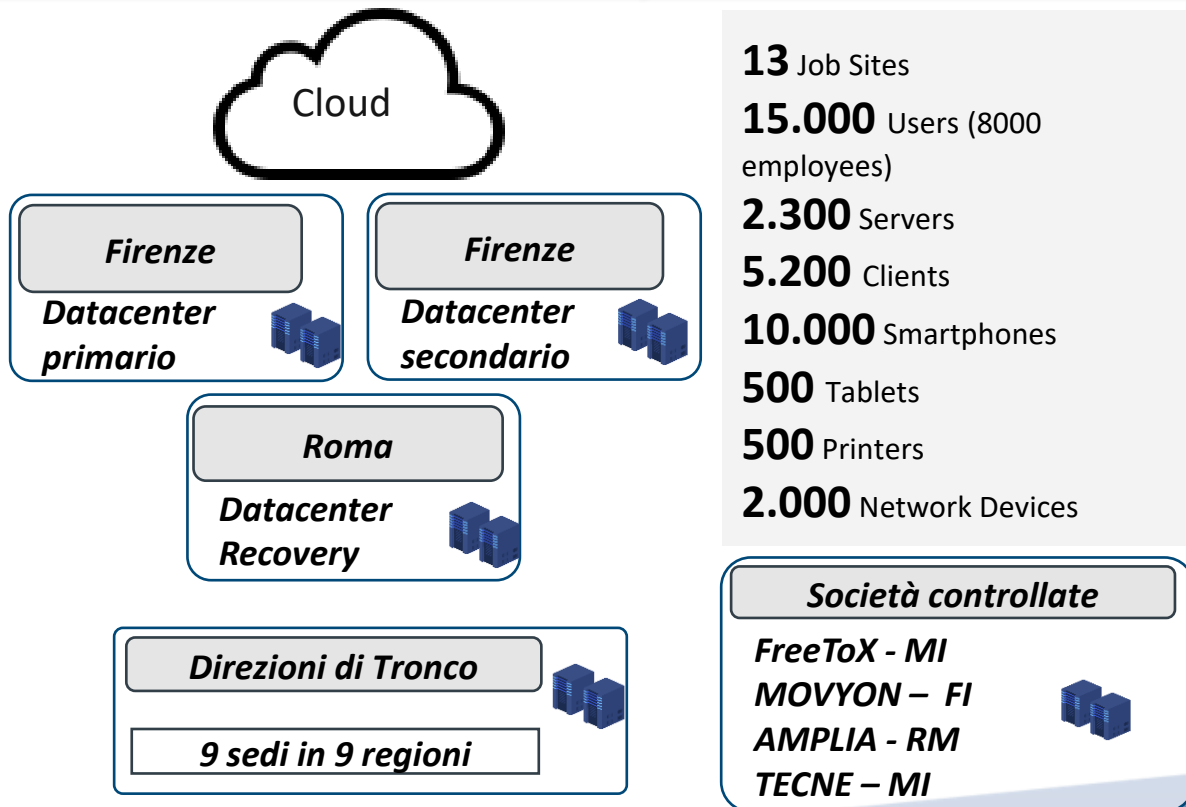 Cloud
Firenze
Datacenter
primario
Firenze
Datacenter
secondario
Roma
Datacenter
Recovery
Direzioni di Tronco
9 sedi in 9 regioni
13 Job Sites
15.000 Users (8000
employees)
2.300 Servers
5.200 Clients
10.000 Smartphones
500 Tablets
500 Printers
2.000 Network Devices
Società controllate
FreeToX - MI
MOVYON – FI
AMPLIA - RM
TECNE – MI